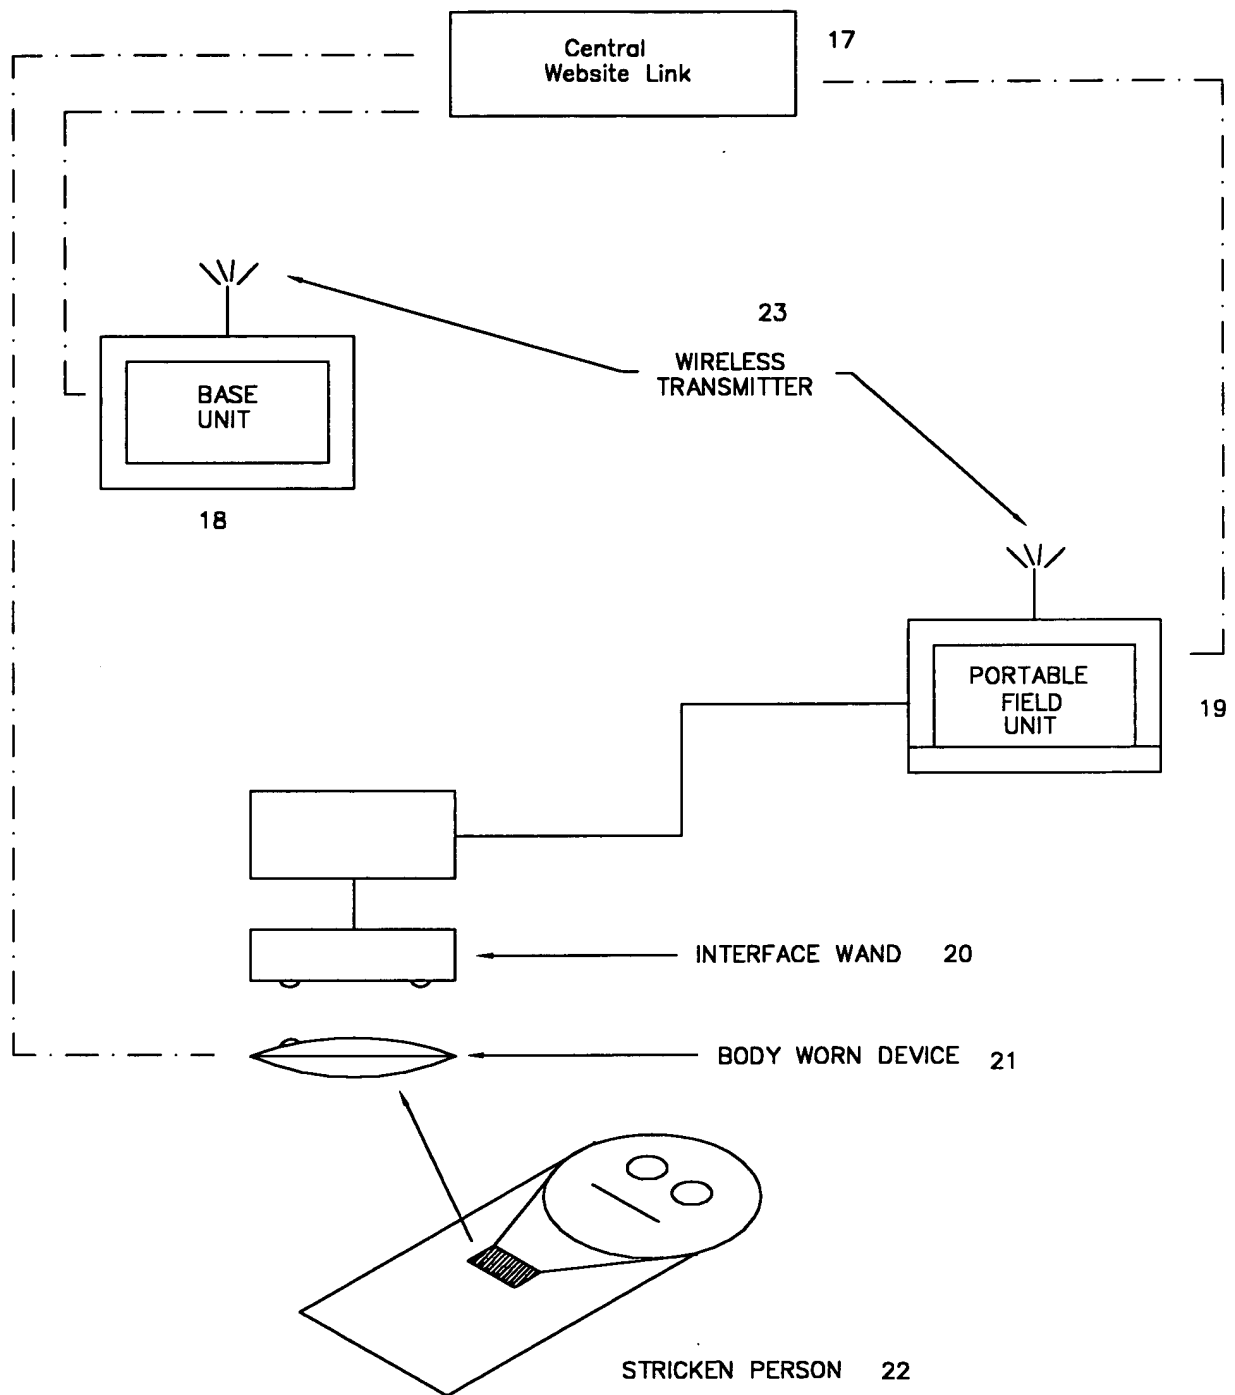 Central
Website Link
17
23
WIRELESS
TRANSMITTER
BASE
UNIT
18
PORTABLE
FIELD
UNIT
19
INTERFACE WAND 20
BODY WORN DEVICE 21
STRICKEN PERSON 22